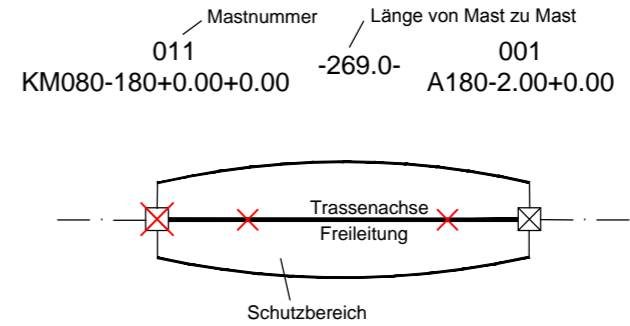 Mastnummer
Länge von Mast zu Mast
011
-269.0-
001
KM080-180+0.00+0.00
A180-2.00+0.00
Trassenachse
Freileitung
Schutzbereich